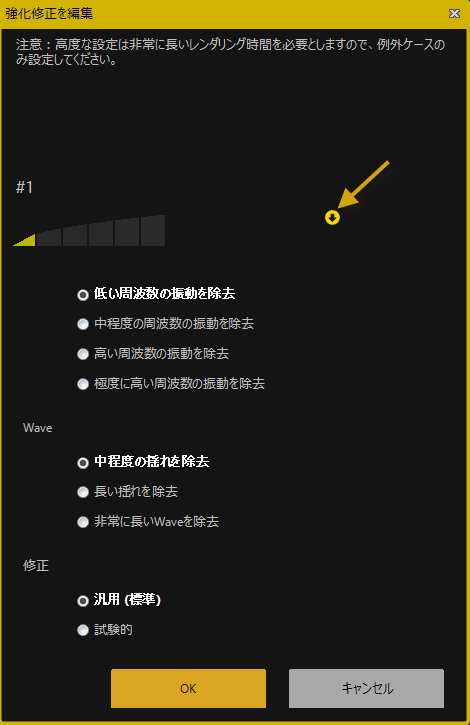 強化修正を編集
注意：高度な設定は非常に長いレンダリング時間を必要としますので、例外ケースの
み設定してください。
#1
低い周波数の振動を除去
中程度の周波数の振動を除去
高い周波数の振動を除去
極度に高い周波数の振動を除去
Wave
中程度の揺れを除去
長い揺れを除去
非常に長いWaveを除去
修正
汎用 (標準)
試験的
OK
キャンセル